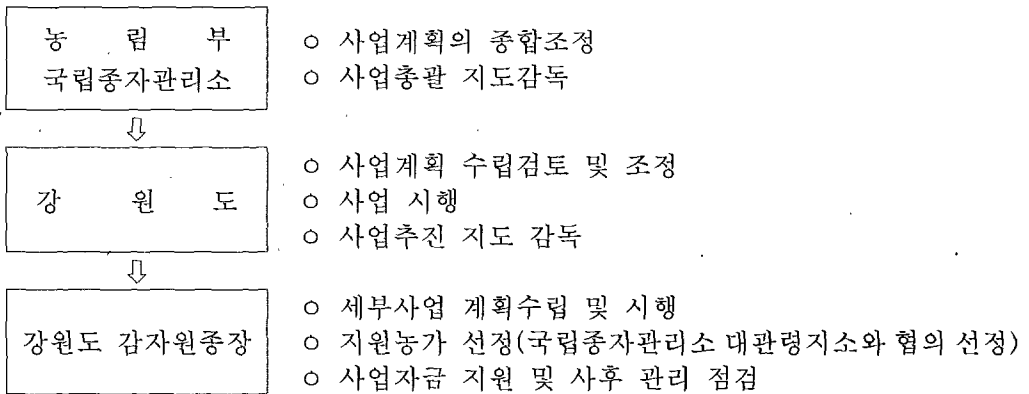 농 림 부
국립종자관리소
ㅇ 사업계획의 종합조정
ㅇ 사업총괄 지도감독
⇩
강 원 도
ㅇ 사업계획 수립검토 및 조정
ㅇ 사업 시행
ㅇ 사업추진 지도 감독
⇩
강원도 감자원종장
ㅇ 세부사업 계획수립 및 시행
ㅇ 지원농가 선정(국립종자관리소 대관령지소와 협의 선정)
ㅇ 사업자금 지원 및 사후 관리 점검